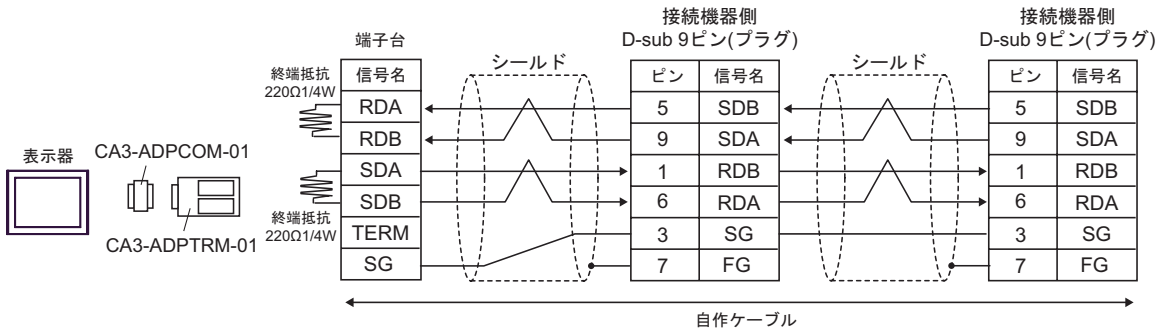 接続機器側
D-sub 9ピン(プラグ)
接続機器側
D-sub 9ピン(プラグ)
端子台
シールド
シールド
終端抵抗
220Ω1/4W
信号名
ピン 信号名
ピン 信号名
RDA
5 SDB
5 SDB
RDB
9 SDA
9 SDA
表示器
CA3-ADPCOM-01
SDA
1 RDB
1 RDB
SDB
6 RDA
6 RDA
終端抵抗
220Ω1/4W
CA3-ADPTRM-01
TERM
3 SG
3 SG
SG
7 FG
7 FG
自作ケーブル